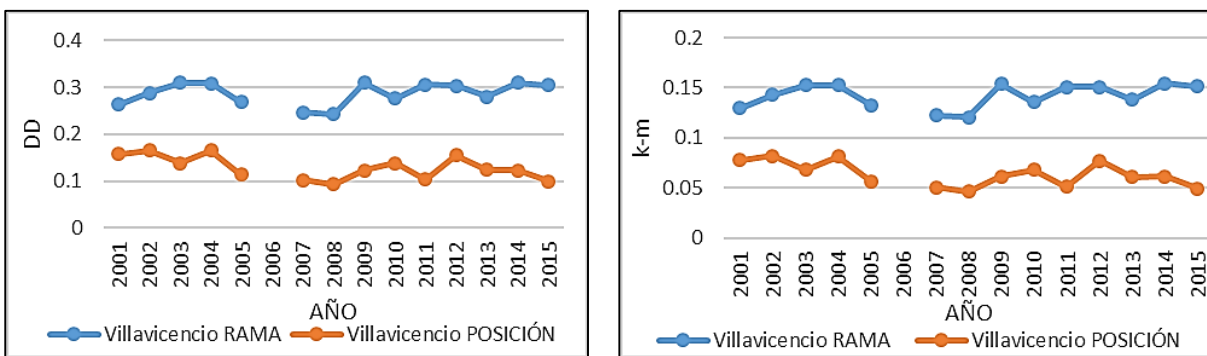 0.4
0.3
0.2
0.1
0
DD
2001 2002 2003 2004 2005 2006 2007 2008 2009 2010 2011 2012 2013 2014 2015
AÑO
Villavicencio RAMA Villavicencio POSICIÓN
0.2
0.15
0.1
0.05
0
k-m
2001 2002 2003 2004 2005 2006 2007 2008 2009 2010 2011 2012 2013 2014 2015
AÑO
Villavicencio RAMA Villavicencio POSICIÓN